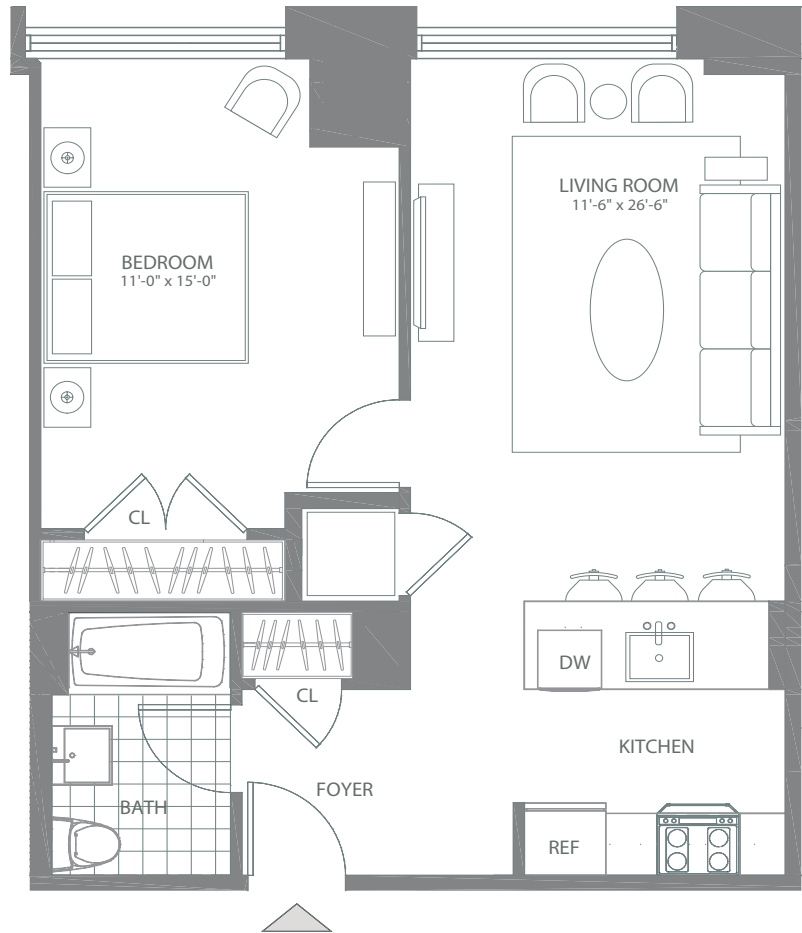 LIVING ROOM
11'-6" x 26'-6"
BEDROOM
11'-0" x 15'-0"
CL
DW
CL
KITCHEN
FOYER
BATH
REF